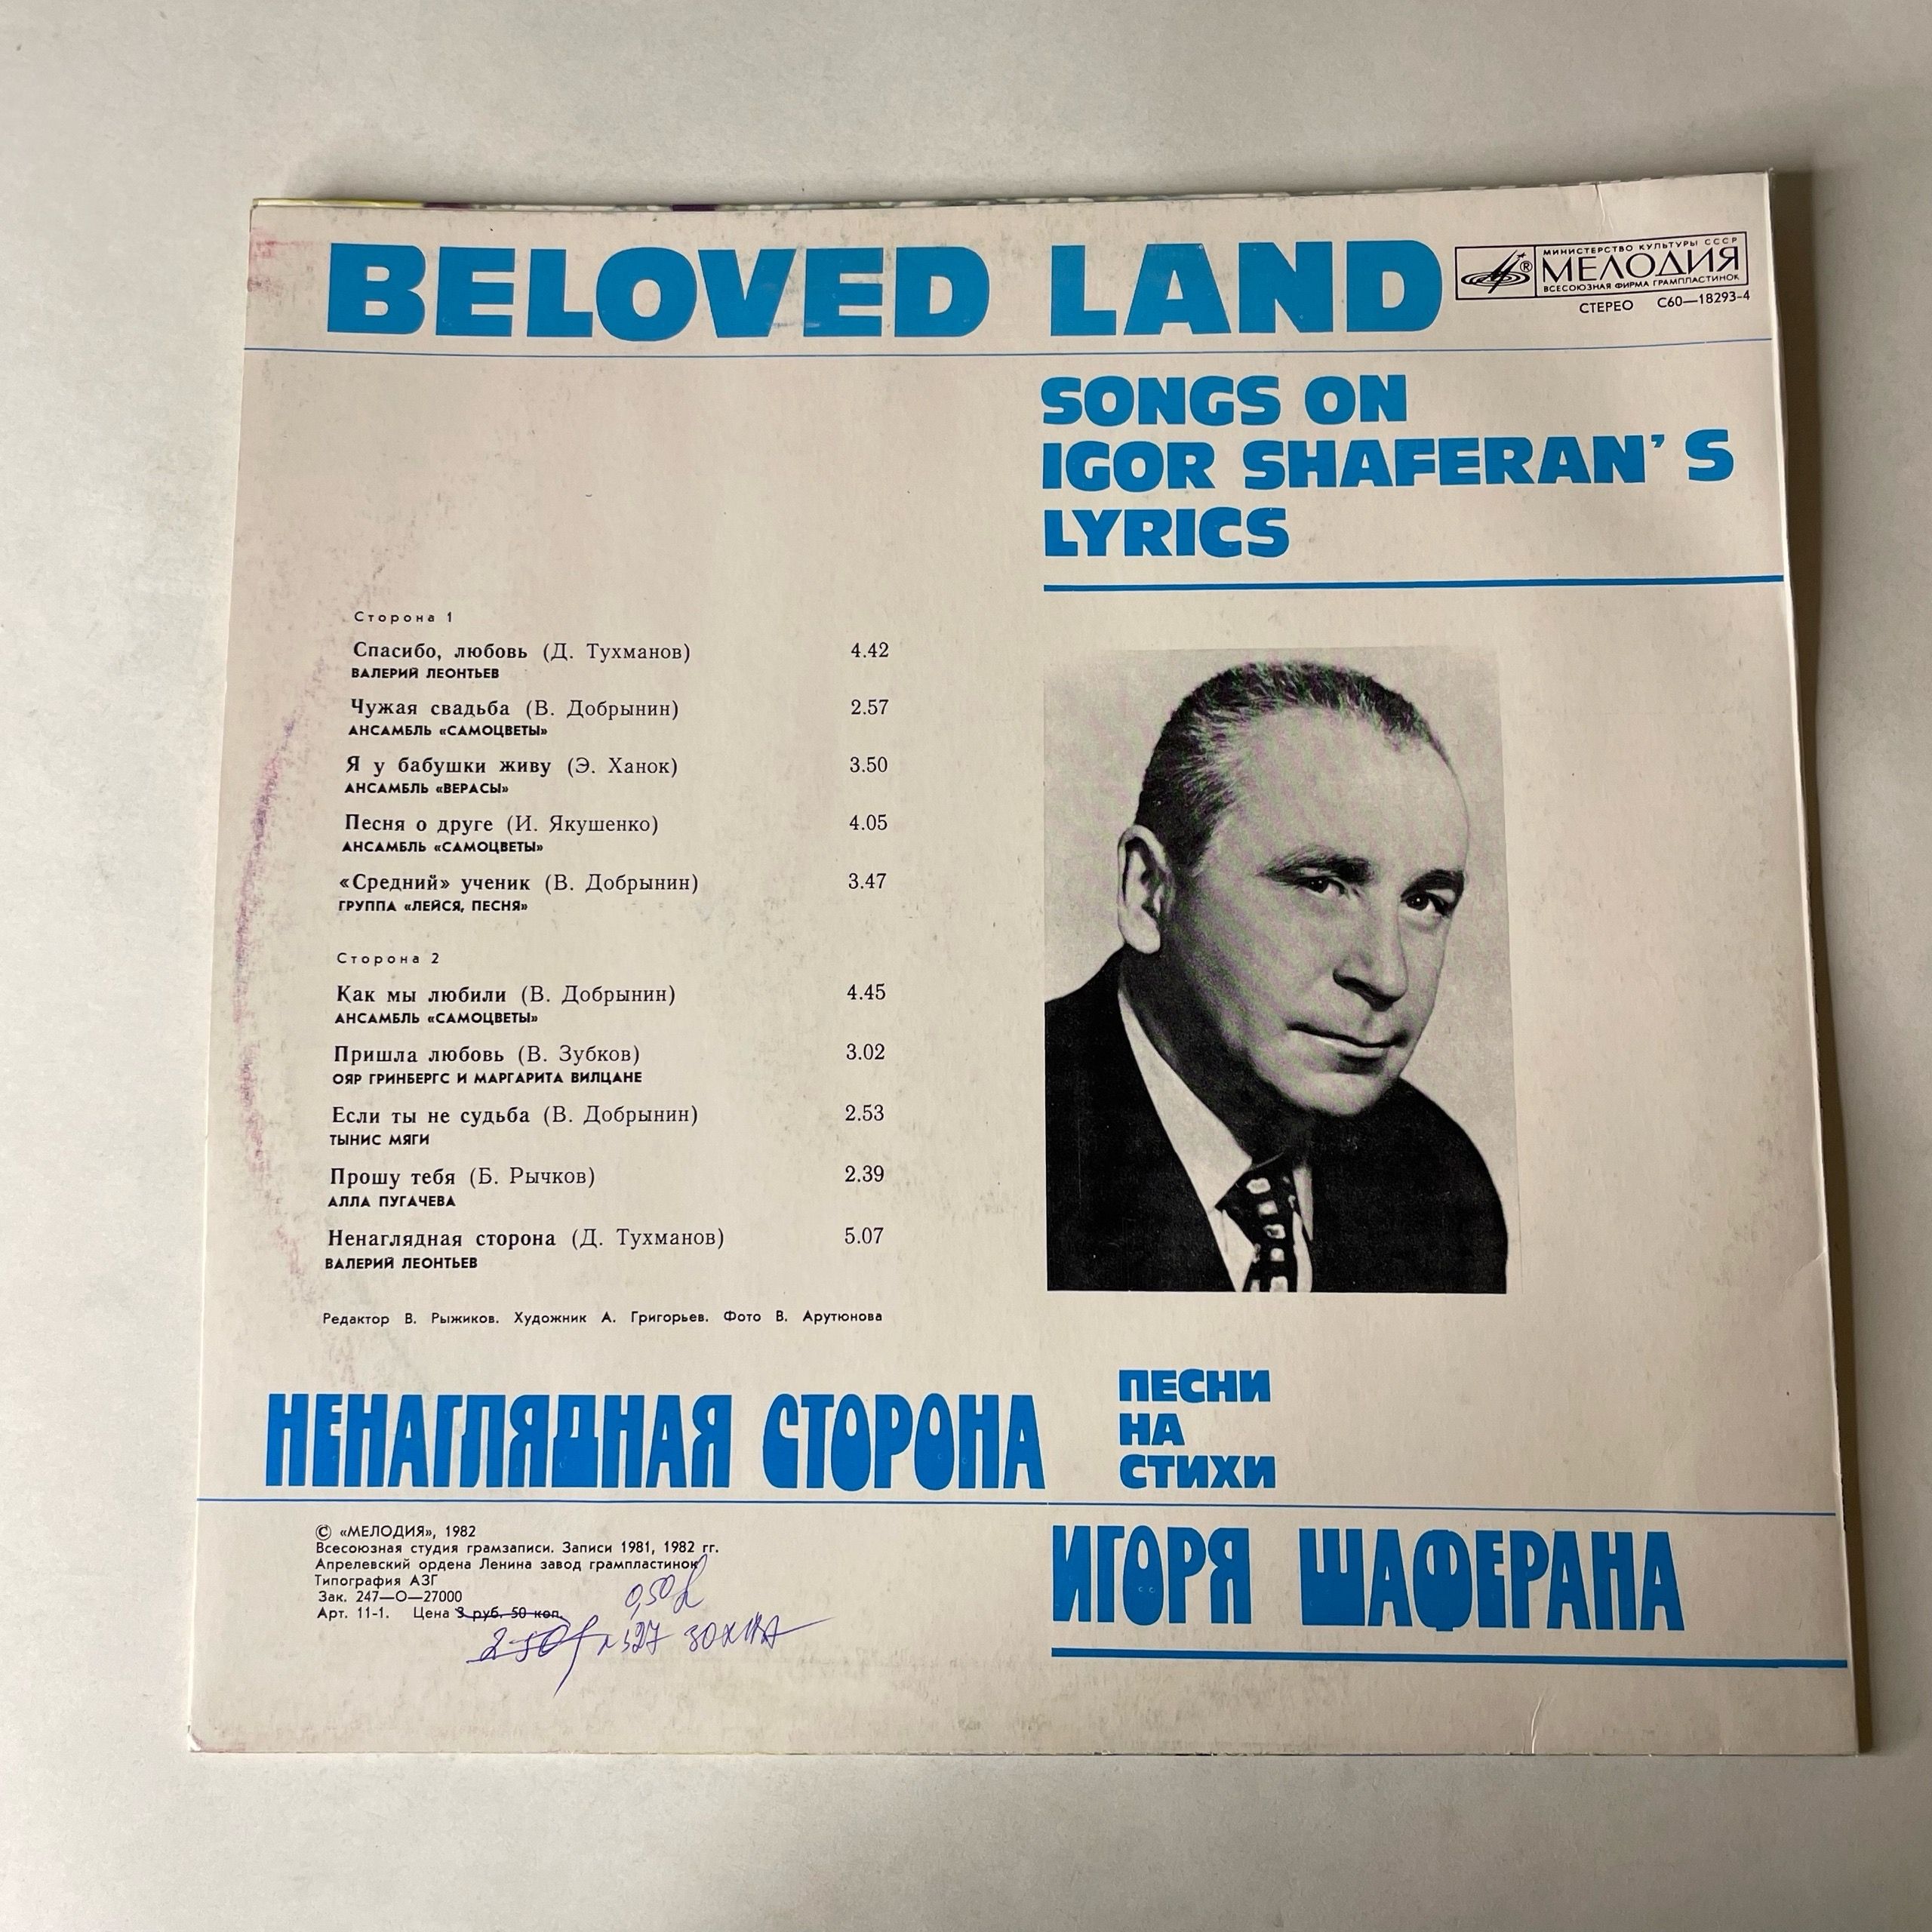 BELOVED LAND
МИНИСТЕРСТВО КУЛЬТУРЫ СССР
МЕЛОДИЯ
ВСЕСОЮЗНАЯ ФИРМА ГРАМПЛАСТИНОК
СТЕРЕО С60—18293-4
SONGS ON
IGOR SHAFERAN'S
LYRICS
Сторона 1
Спасибо, любовь (Д. Тухманов) 4.42
ВАЛЕРИЙ ЛЕОНТЬЕВ
Чужая свадьба (В. Добрынин) 2.57
АНСАМБЛЬ «САМОЦВЕТЫ»
Я у бабушки живу (Э. Ханок) 3.50
АНСАМБЛЬ «ВЕРАСЫ»
Песня о друге (И. Якушенко) 4.05
АНСАМБЛЬ «САМОЦВЕТЫ»
«Средний» ученик (В. Добрынин) 3.47
ГРУППА «ЛЕЙСЯ, ПЕСНЯ»
Сторона 2
Как мы любили (В. Добрынин) 4.45
АНСАМБЛЬ «САМОЦВЕТЫ»
Пришла любовь (В. Зубков) 3.02
ОЯР ГРИНБЕРГС И МАРГАРИТА ВИЛЦАНЕ
Если ты не судьба (В. Добрынин) 2.53
ТЫНИС МЯГИ
Прошу тебя (Б. Рычков) 2.39
АЛЛА ПУГАЧЕВА
Ненаглядная сторона (Д. Тухманов) 5.07
ВАЛЕРИЙ ЛЕОНТЬЕВ
Редактор В. Рыжиков. Художник А. Григорьев. Фото В. Арутюнова
НЕНАГЛЯДНАЯ СТОРОНА
ПЕСНИ
НА
СТИХИ
ИГОРЯ ШАФЕРАНА
© «МЕЛОДИЯ», 1982
Всесоюзная студия грамзаписи. Записи 1981, 1982 гг.
Апрелевский ордена Ленина завод грампластинок
Типография АЗГ
Зак. 247—О—27000
Арт. 11-1. Цена 3 руб. 50 коп.
0,50
2-50